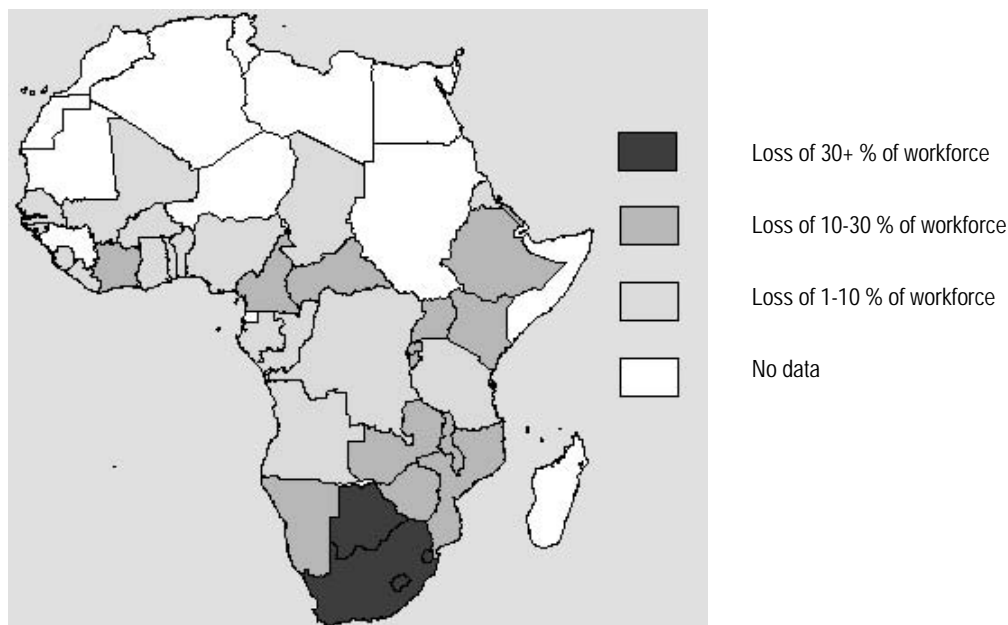 Loss of 30+ % of workforce
Loss of 10-30 % of workforce
Loss of 1-10 % of workforce
No data